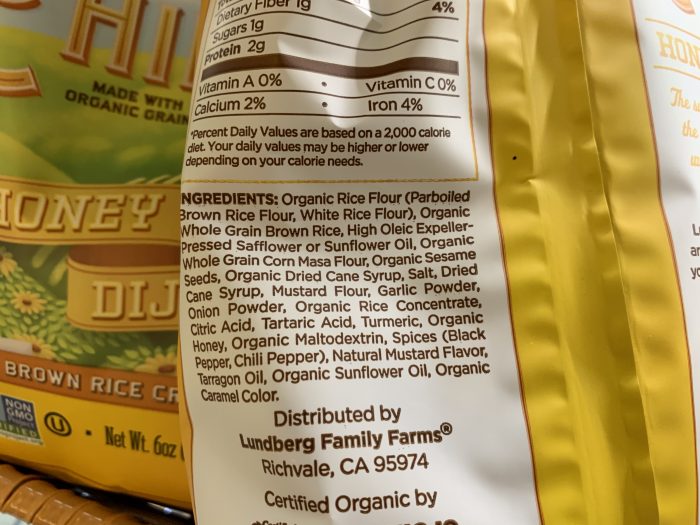 HI
MADE WITH
ORGANIC GRAIN
HONEY
DIJ
BROWN RICE CR
NON
GMO
U
Net Wt. 6oz
Dietary Fiber 1g 4%
Sugars 1g
Protein 2g
Vitamin A 0% • Vitamin C 0%
Calcium 2% • Iron 4%
*Percent Daily Values are based on a 2,000 calorie
diet. Your daily values may be higher or lower
depending on your calorie needs.
NGREDIENTS: Organic Rice Flour (Parboiled
Brown Rice Flour, White Rice Flour), Organic
Whole Grain Brown Rice, High Oleic Expeller-
Pressed Safflower or Sunflower Oil, Organic
Whole Grain Corn Masa Flour, Organic Sesame
Seeds, Organic Dried Cane Syrup, Salt, Dried
Cane Syrup, Mustard Flour, Garlic Powder,
Onion Powder, Organic Rice Concentrate,
Citric Acid, Tartaric Acid, Turmeric, Organic
Honey, Organic Maltodextrin, Spices (Black
Pepper, Chili Pepper), Natural Mustard Flavor,
Tarragon Oil, Organic Sunflower Oil, Organic
Caramel Color.
Distributed by
Lundberg Family Farms®
Richvale, CA 95974
Certified Organic by
HON
The
the